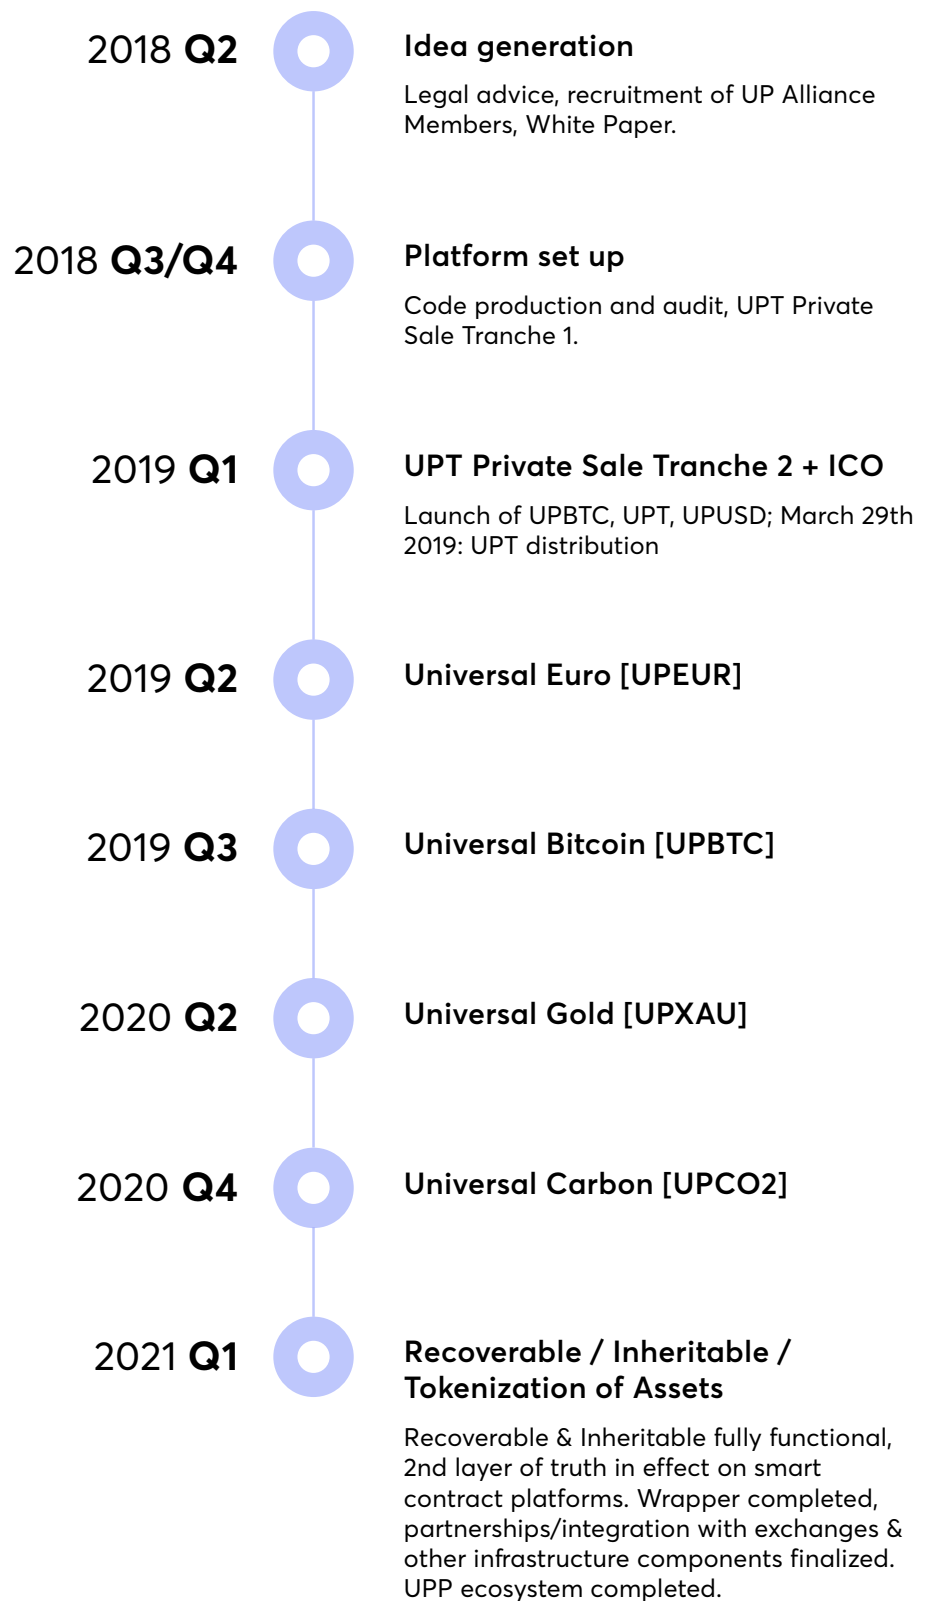 2018 Q2
Idea generation
Legal advice, recruitment of UP Alliance
Members, White Paper.
2018 Q3/Q4
Platform set up
Code production and audit, UPT Private
Sale Tranche 1.
2019 Q1
UPT Private Sale Tranche 2 + ICO
Launch of UPBTC, UPT, UPUSD; March 29th
2019: UPT distribution
2019 Q2
Universal Euro [UPEUR]
2019 Q3
Universal Bitcoin [UPBTC]
2020 Q2
Universal Gold [UPXAU]
2020 Q4
Universal Carbon [UPCO2]
2021 Q1
Recoverable / Inheritable /
Tokenization of Assets
Recoverable & Inheritable fully functional,
2nd layer of truth in effect on smart
contract platforms. Wrapper completed,
partnerships/integration with exchanges &
other infrastructure components finalized.
UPP ecosystem completed.